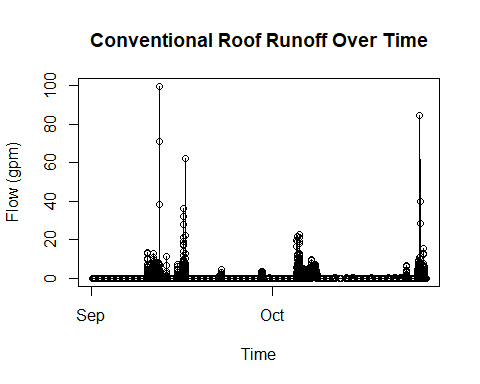 Conventional Roof Runoff Over Time
Flow (gpm)
100
80
60
40
20
0
Sep
Oct
Time